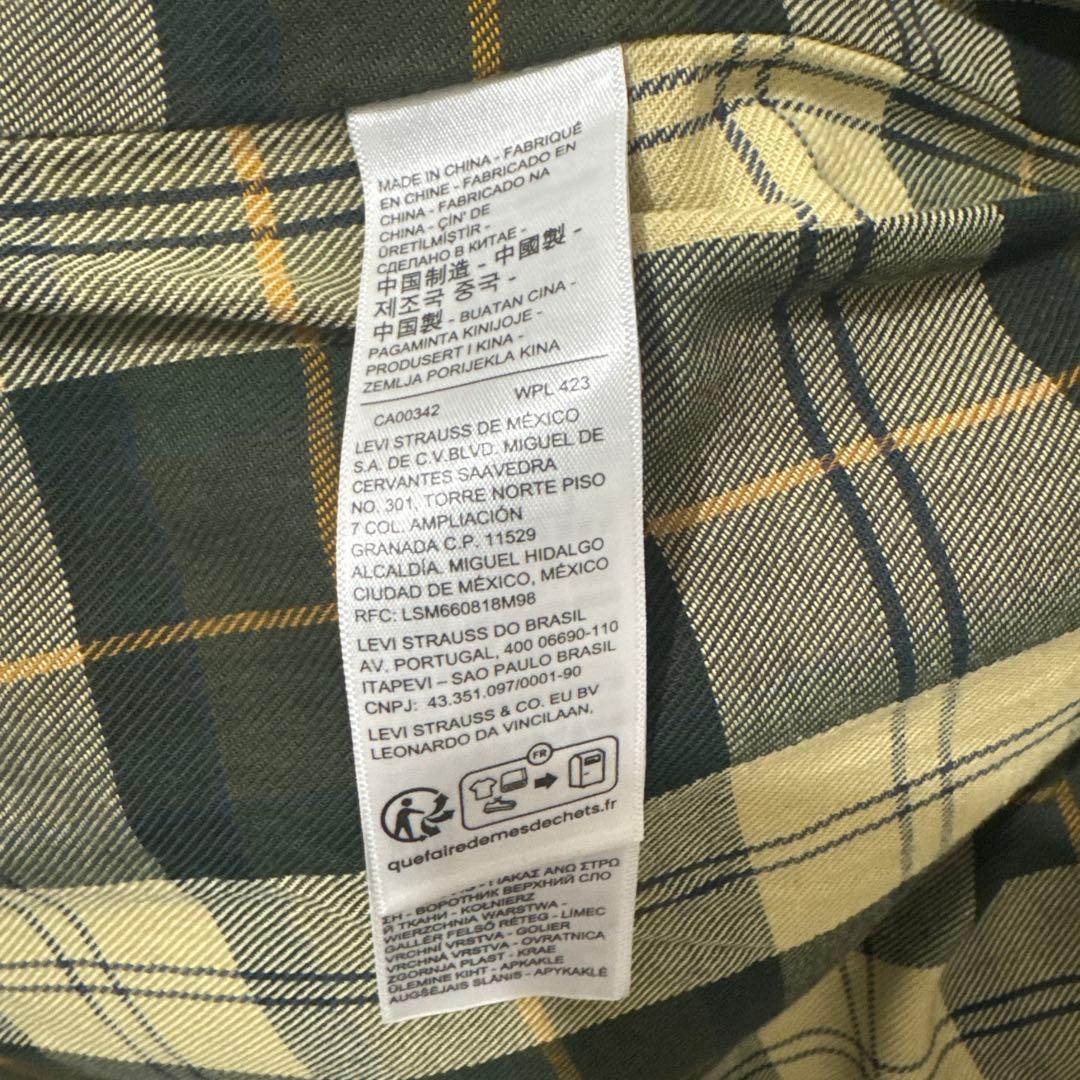 MADE IN CHINA - FABRIQUÉ
EN CHINE - FABRICADO EN
CHINA - FABRICADO NA
CHINA - ÇİN' DE
ÜRETİLMİŞTİR -
СДЕЛАНО В КИТАЕ -
中国制造 - 中國製 -
제조국 중국 -
中国製 - BUATAN CINA -
PAGAMINTA KINIJOJE -
PRODUSERT I KINA -
ZEMLJA PORIJEKLA KINA
CA00342 WPL 423
LEVI STRAUSS DE MÉXICO
S.A. DE C.V.BLVD. MIGUEL DE
CERVANTES SAAVEDRA
NO. 301, TORRE NORTE PISO
7 COL. AMPLIACIÓN
GRANADA C.P. 11529
ALCALDÍA. MIGUEL HIDALGO
CIUDAD DE MÉXICO, MÉXICO
RFC: LSM660818M98
LEVI STRAUSS DO BRASIL
AV. PORTUGAL, 400 06690-110
ITAPEVI – SAO PAULO BRASIL
CNPJ: 43.351.097/0001-90
LEVI STRAUSS & CO. EU BV
LEONARDO DA VINCILAAN,
FR
quefairedemesdechets.fr
ΑΝΩ ΣΤΡΩ
ΣΗ - ВОРОТНИК ВЕРХНИЙ СЛО
Й ТКАНИ - KOŁNIERZ
WIERZCHNIA WARSTWA -
GALLÉR FELSŐ RÉTEG - LÍMEC
VRCHNÍ VRSTVA - GOLIER
VRCHNÁ VRSTVA - OVRATNICA
ZGORNJA PLAST - KRAE
ÜLEMINE KIHT - APKAKLE
AUGŠĒJAIS SLĀNIS - APYKAKLĖ